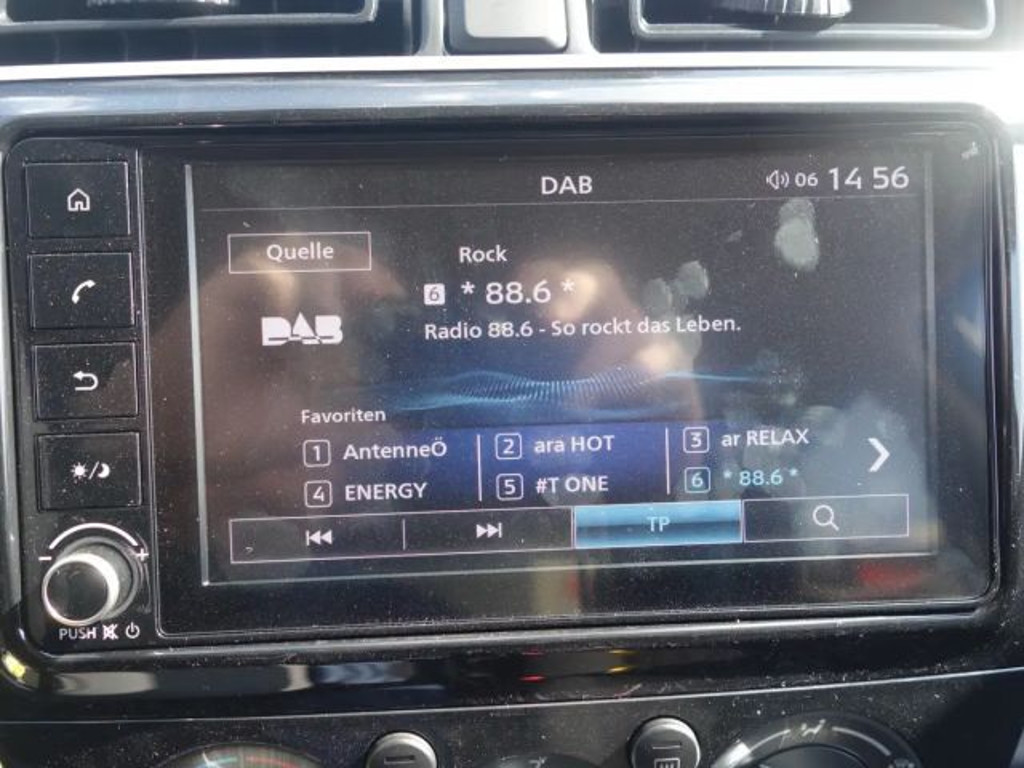 DAB
06 14 56
Quelle
Rock
6 * 88.6 *
DAB
Radio 88.6 - So rockt das Leben.
Favoriten
1 AntenneÖ 2 ara HOT 3 ar RELAX
4 ENERGY 5 #T ONE 6 * 88.6 *
TP
- +
PUSH